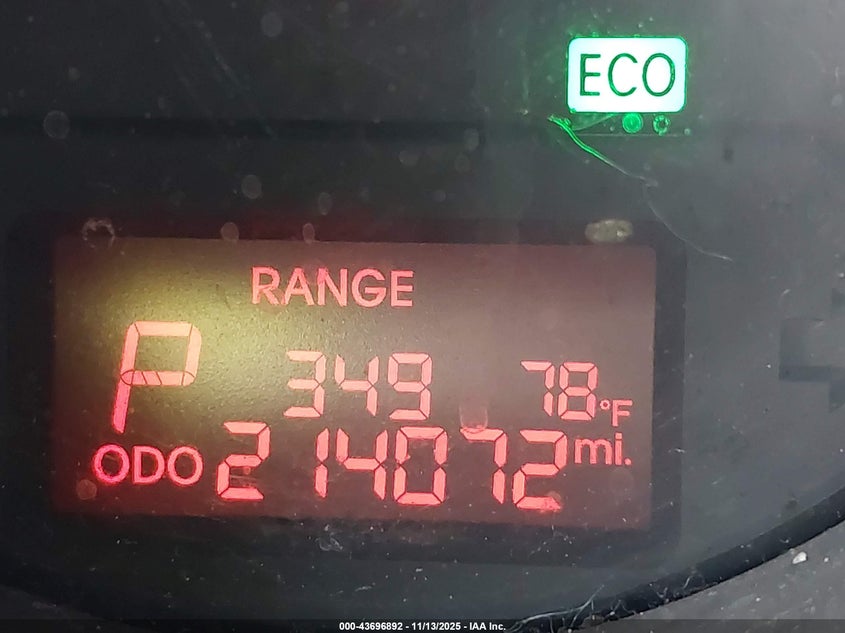 ECO
RANGE
P 349 78°F
ODO 214072 mi.
000-43696892 - 11/13/2025 - IAA Inc.